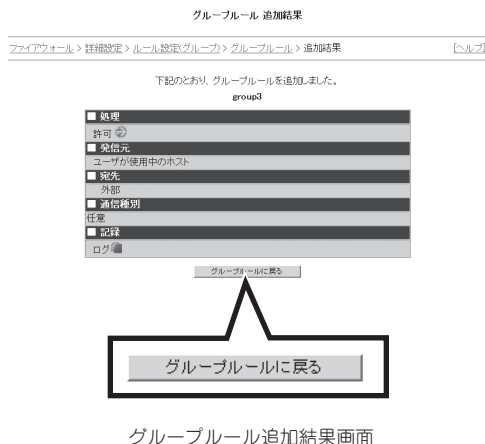 グループルール 追加結果
ファイアウォール > 詳細設定 > ルール設定(グループ) > グループルール > 追加結果 [ヘルプ]
下記のとおり、グループルールを追加しました。
group3
■ 処理
許可
■ 発信元
ユーザが使用中のホスト
■ 宛先
外部
■ 通信種別
任意
■ 記録
ログ
グループルールに戻る
グループルールに戻る
グループルール追加結果画面